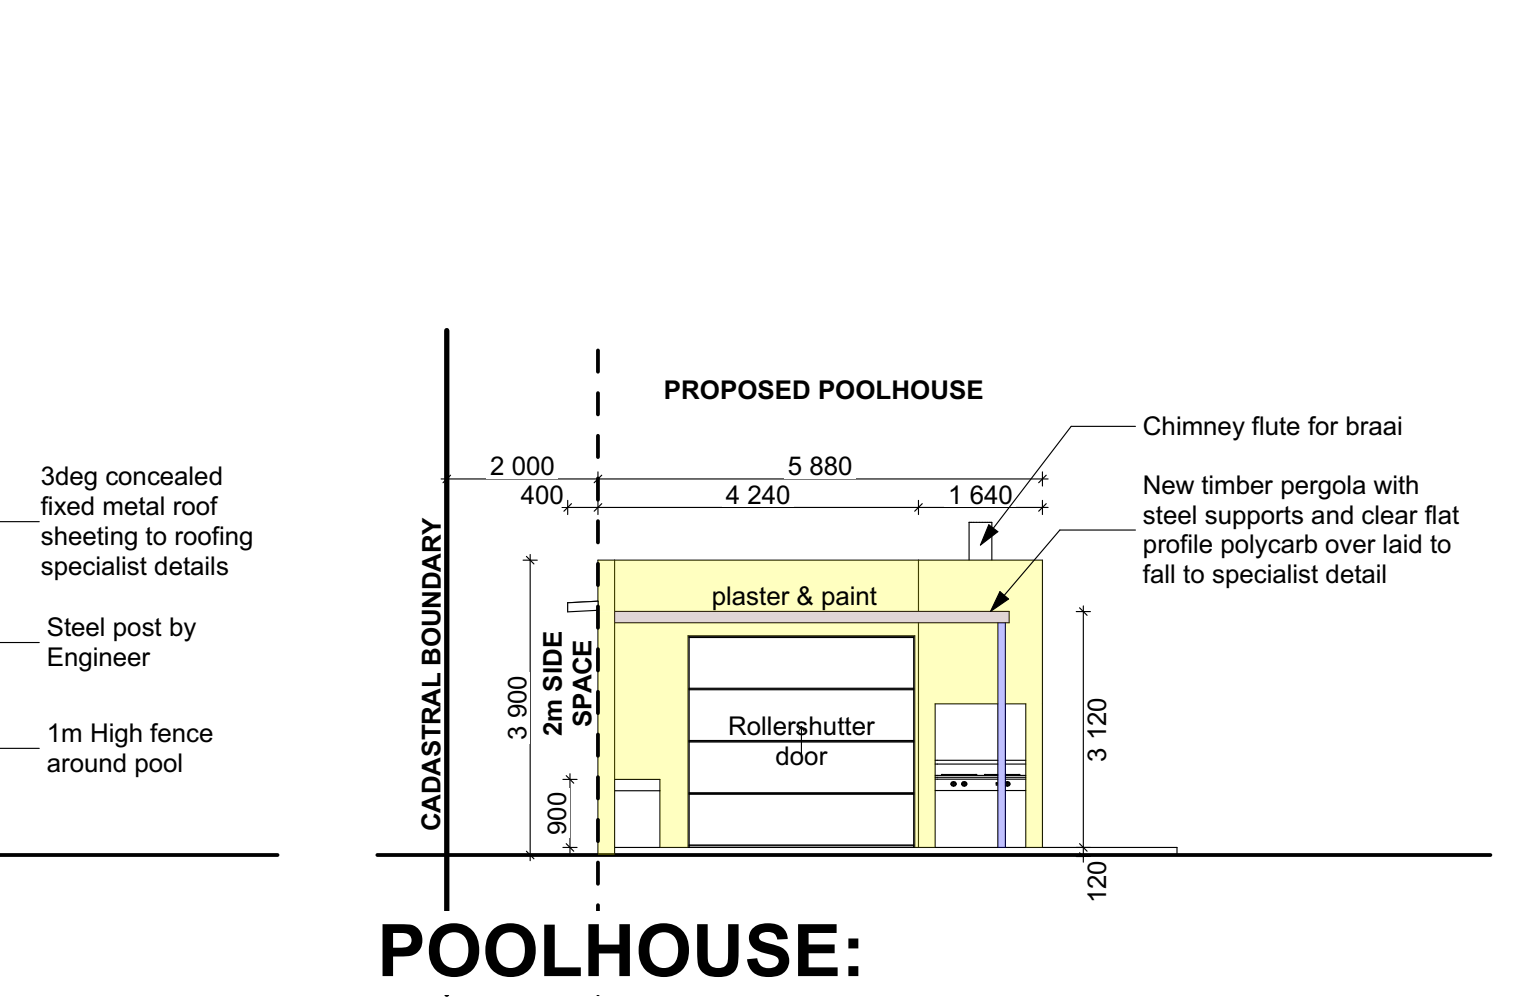 PROPOSED POOLHOUSE
Chimney flute for braai
2 000
5 880
3deg concealed
fixed metal roof
sheeting to roofing
specialist details
400
4 240
1 640
New timber pergola with
steel supports and clear flat
profile polycarb over laid to
fall to specialist detail
CADASTRAL BOUNDARY
plaster & paint
Steel post by
Engineer
2m SIDE
SPACE
3 900
3 120
Rollershutter
door
1m High fence
around pool
900
120
POOLHOUSE: